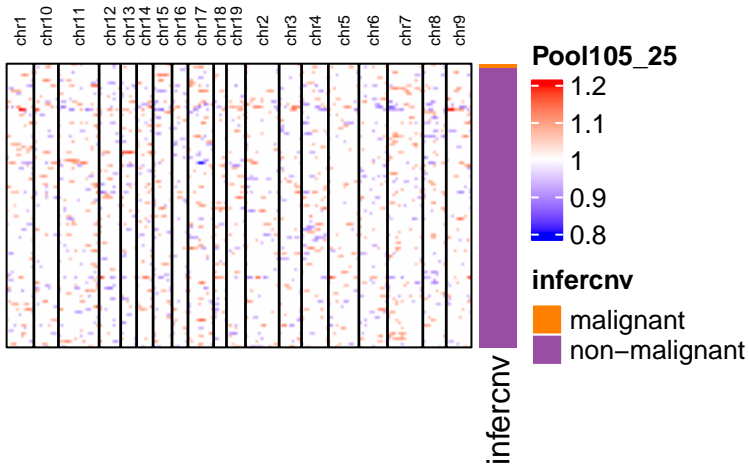 chr1
chr10
chr11
chr12
chr13
chr14
chr15
chr16
chr17
chr18
chr19
chr2
chr3
chr4
chr5
chr6
chr7
chr8
chr9
Pool105_25
1.2
1.1
1
0.9
0.8
infercnv
malignant
non−malignant
infercnv